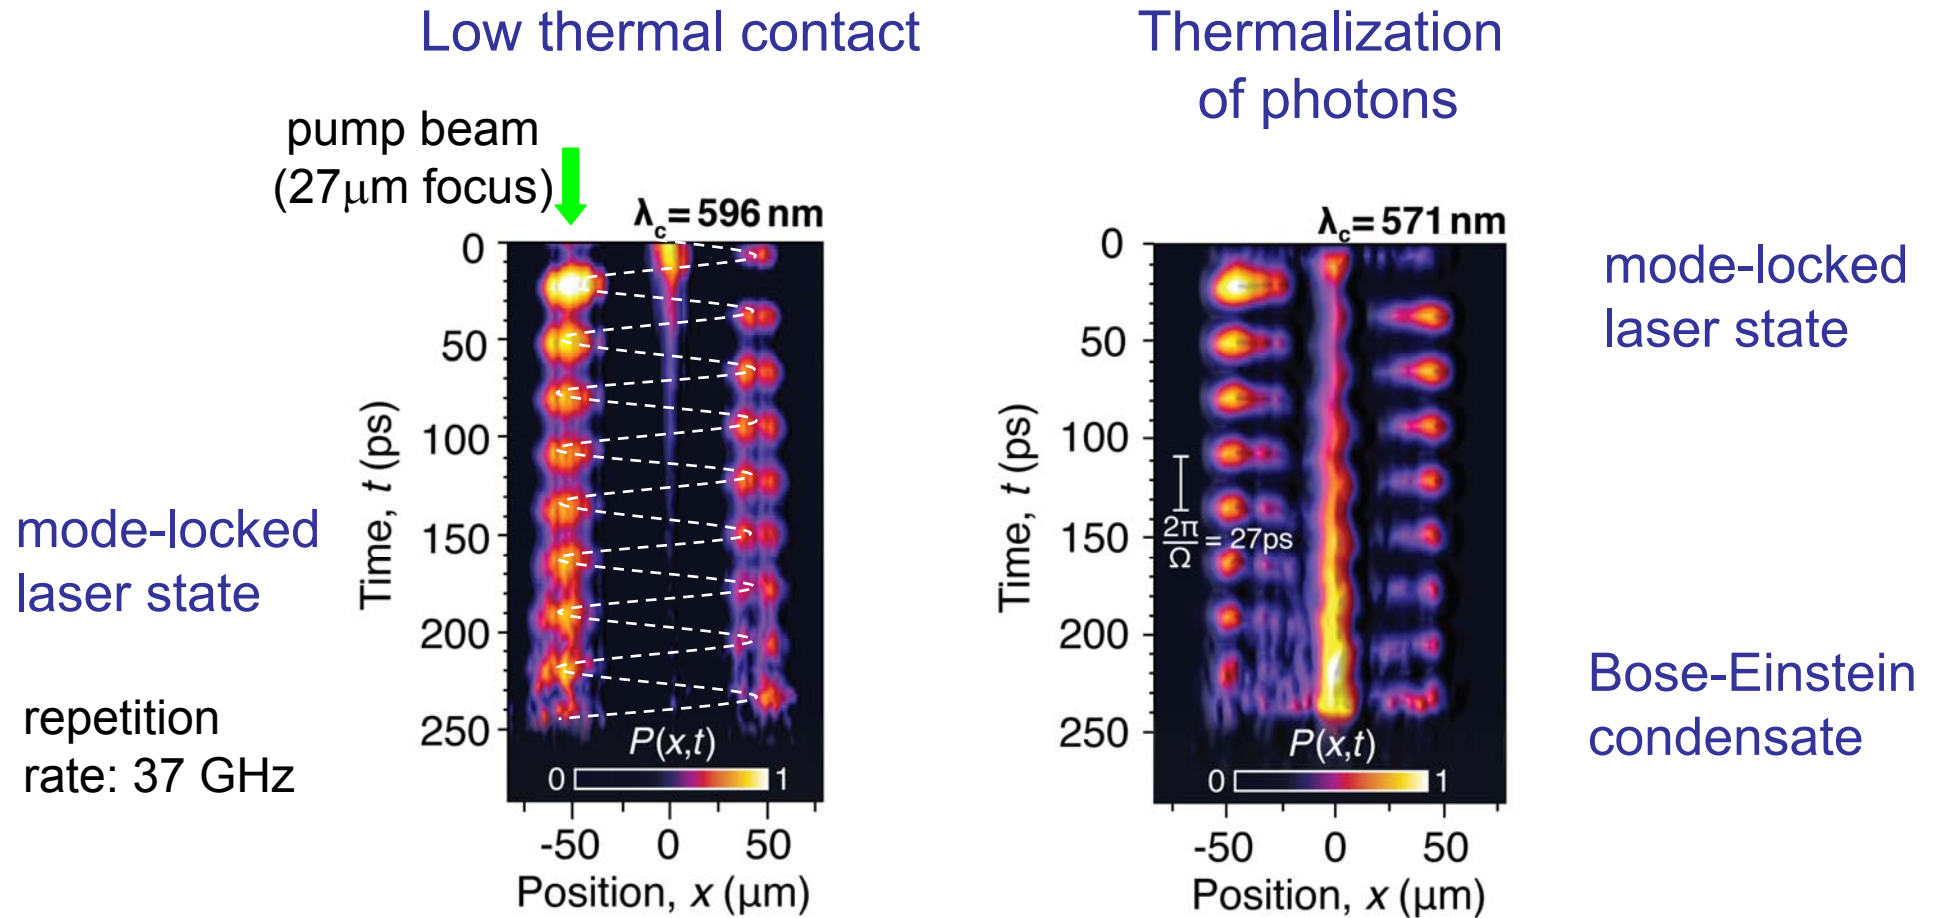 Low thermal contact
Thermalization
of photons
pump beam
(27μm focus)
λc= 596 nm
λc= 571 nm
0
50
100
150
200
250
Time, t (ps)
P(x,t)
0 1
-50 0 50
Position, x (μm)
mode-locked
laser state
repetition
rate: 37 GHz
0
50
100
150
200
250
Time, t (ps)
2π
Ω
= 27ps
P(x,t)
0 1
-50 0 50
Position, x (μm)
mode-locked
laser state
Bose-Einstein
condensate